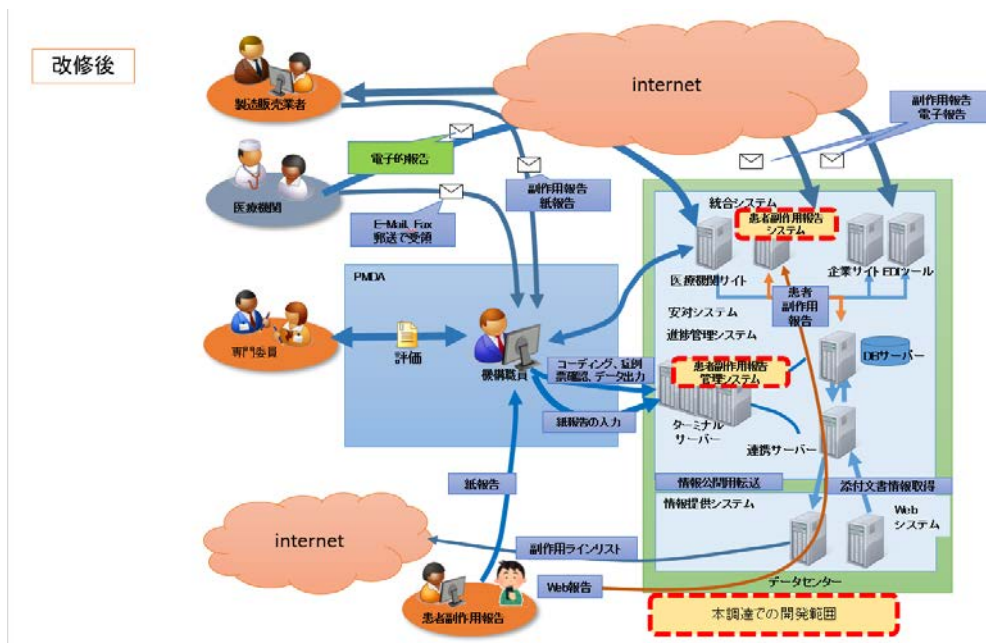 改修後
internet
製造販売業者
副作用報告
電子報告
電子的報告
医療機関
副作用報告
紙報告
E-Mail、Fax
郵送で受領
統合システム
患者副作用報告
システム
医療機関サイト
企業サイト
EDIツール
PMDA
安対システム
患者
副作用
報告
進捗管理システム
専門委員
評価
機構職員
コーディング、症例
票確認、データ出力
患者副作用報告
管理システム
DBサーバー
紙報告の入力
ターミナル
サーバー
連携サーバー
紙報告
情報公開用転送
添付文書情報取得
情報提供システム
Web
システム
internet
副作用ラインリスト
Web報告
データセンター
患者副作用報告
本調達での開発範囲